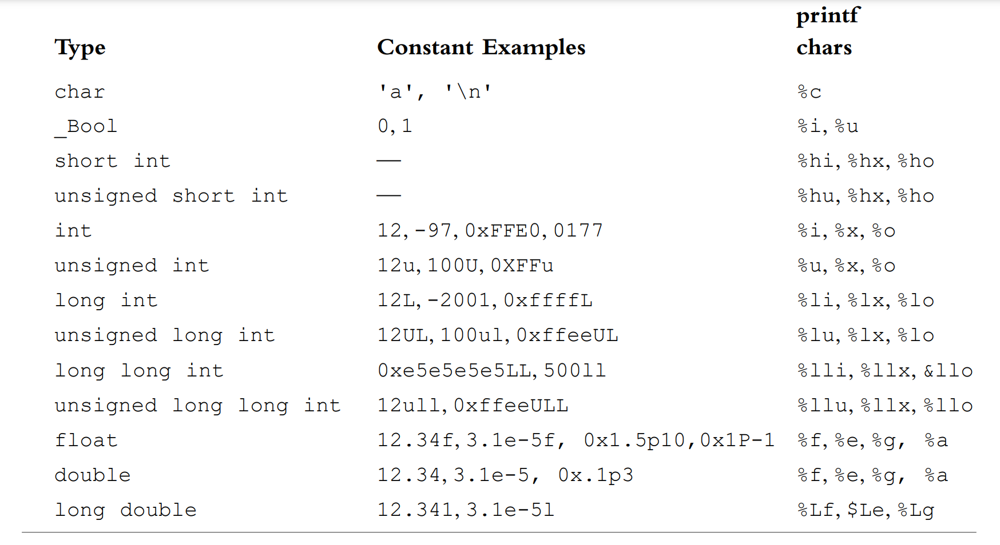 printf
Type Constant Examples chars
char 'a', '\n' %c
_Bool 0, 1 %i, %u
short int — %hi, %hx, %ho
unsigned short int — %hu, %hx, %ho
int 12, -97, 0xFFE0, 0177 %i, %x, %o
unsigned int 12u, 100U, 0XFFu %u, %x, %o
long int 12L, -2001, 0xffffL %li, %lx, %lo
unsigned long int 12UL, 100ul, 0xffeeUL %lu, %lx, %lo
long long int 0xe5e5e5e5LL, 500ll %lli, %llx, &llo
unsigned long long int 12ull, 0xffeeULL %llu, %llx, %llo
float 12.34f, 3.1e-5f, 0x1.5p10, 0x1P-1 %f, %e, %g, %a
double 12.34, 3.1e-5, 0x.1p3 %f, %e, %g, %a
long double 12.341, 3.1e-5l %Lf, $Le, %Lg